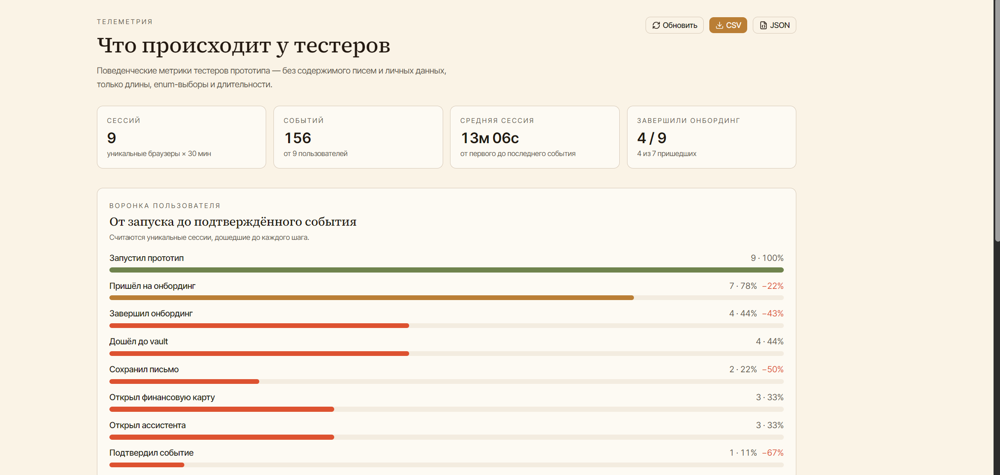 ТЕЛЕМЕТРИЯ
Обновить
CSV
JSON
Что происходит у тестеров
Поведенческие метрики тестеров прототипа — без содержимого писем и личных данных,
только длины, enum-выборы и длительности.
СЕССИЙ
9
уникальные браузеры × 30 мин
СОБЫТИЙ
156
от 9 пользователей
СРЕДНЯЯ СЕССИЯ
13м 06с
от первого до последнего события
ЗАВЕРШИЛИ ОНБОРДИНГ
4 / 9
4 из 7 пришедших
ВОРОНКА ПОЛЬЗОВАТЕЛЯ
От запуска до подтверждённого события
Считаются уникальные сессии, дошедшие до каждого шага.
Запустил прототип 9 · 100%
Пришёл на онбординг 7 · 78% −22%
Завершил онбординг 4 · 44% −43%
Дошёл до vault 4 · 44%
Сохранил письмо 2 · 22% −50%
Открыл финансовую карту 3 · 33%
Открыл ассистента 3 · 33%
Подтвердил событие 1 · 11% −67%